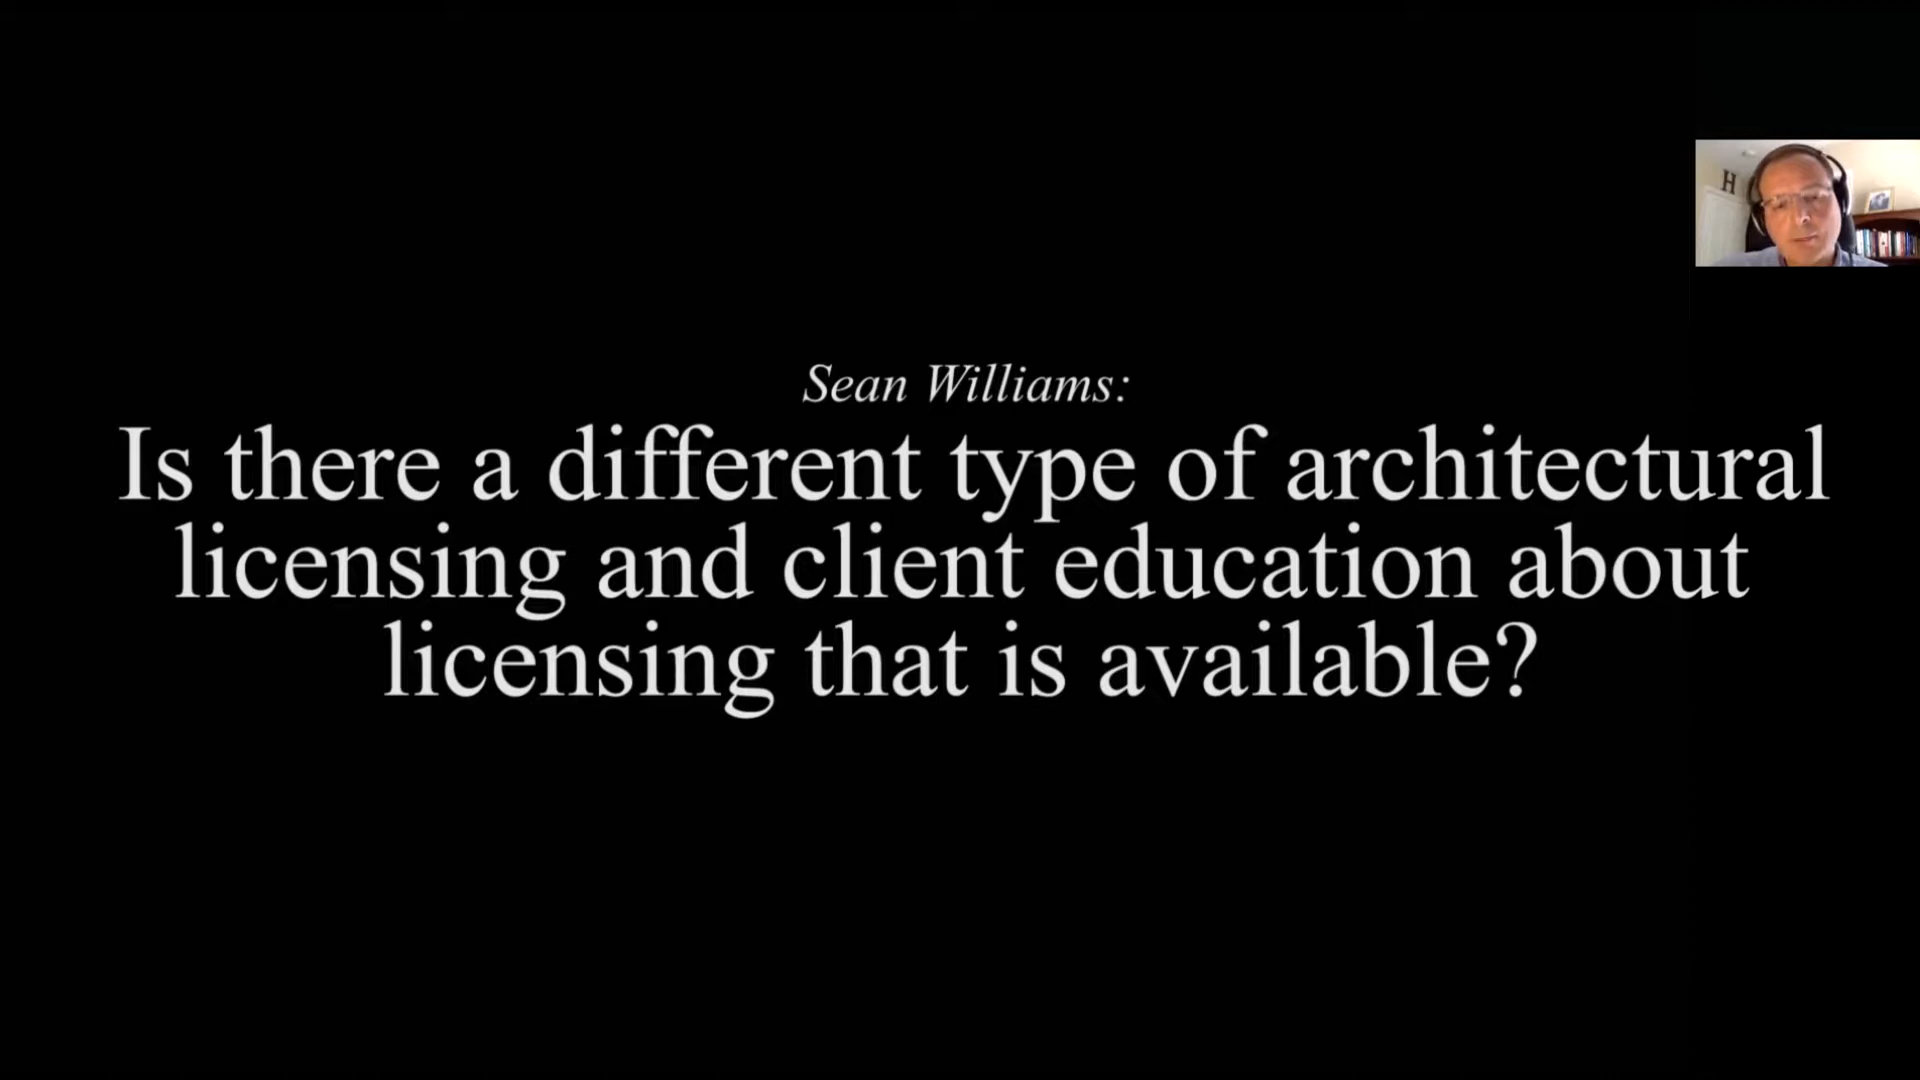 Sean Williams:
Is there a different type of architectural
licensing and client education about
licensing that is available?
H